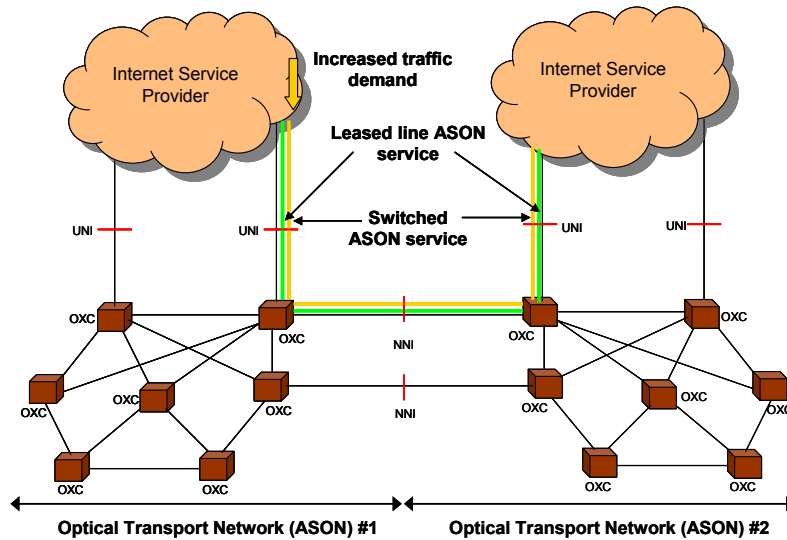 Internet Service
Provider
Increased traffic
demand
Internet Service
Provider
Leased line ASON
service
Switched
ASON service
UNI
UNI
UNI
UNI
OXC
OXC
OXC
OXC
NNI
OXC
OXC
OXC
NNI
OXC
OXC
OXC
OXC
OXC
OXC
OXC
Optical Transport Network (ASON) #1
Optical Transport Network (ASON) #2